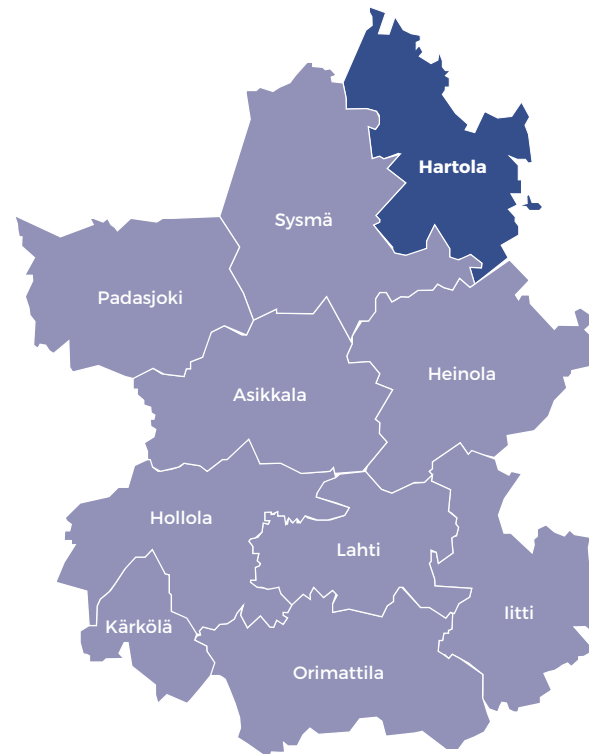 Hartola
Sysmä
Padasjoki
Heinola
Asikkala
Hollola
Lahti
Iitti
Kärkölä
Orimattila